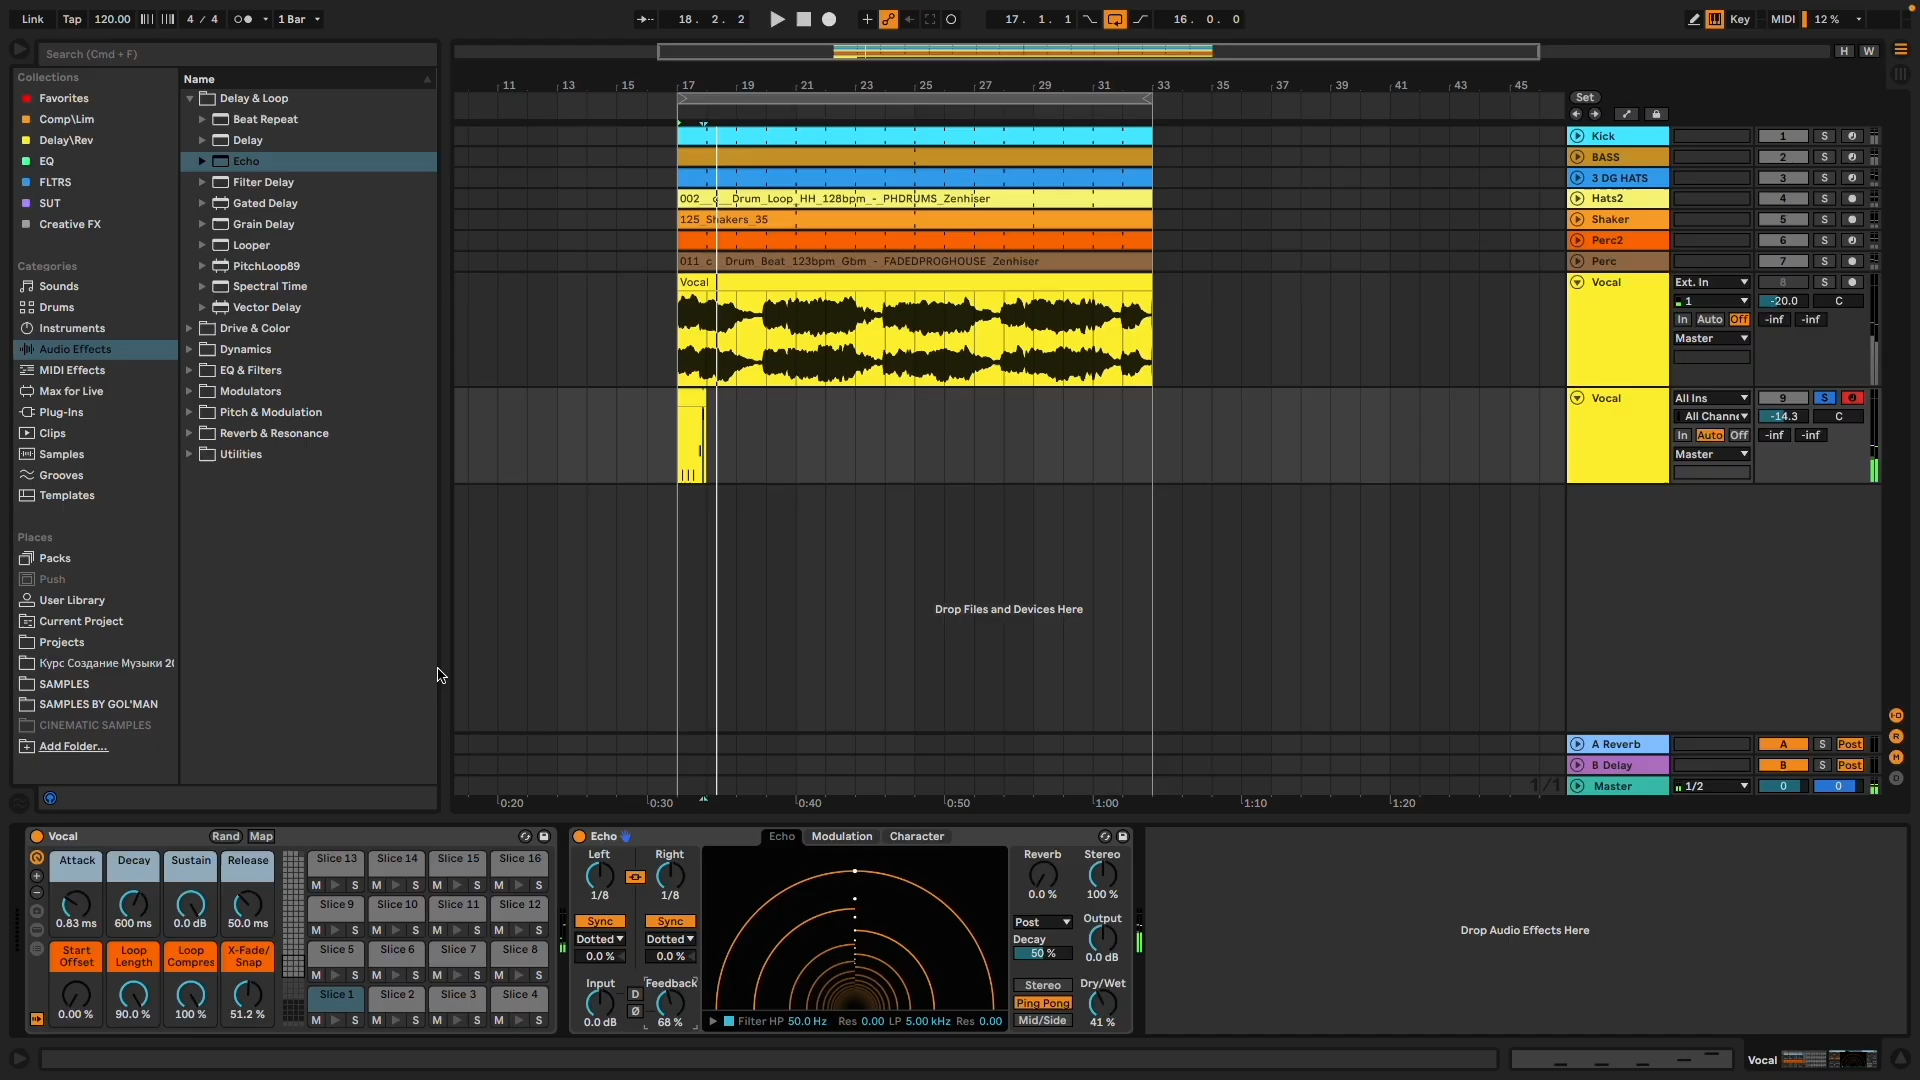 Link Tap 120.00 4 / 4 1 Bar 18. 2. 2 17. 1. 1 16. 0. 0 Key MIDI 12 %
Search (Cmd + F)
H W
Collections
Favorites
Comp\Lim
Delay\Rev
EQ
FLTRS
SUT
Creative FX
Categories
Sounds
Drums
Instruments
Audio Effects
MIDI Effects
Max for Live
Plug-Ins
Clips
Samples
Grooves
Templates
Places
Packs
Push
User Library
Current Project
Projects
Курс Создание Музыки 20
SAMPLES
SAMPLES BY GOL'MAN
CINEMATIC SAMPLES
Add Folder...
Name
Delay & Loop
Beat Repeat
Delay
Echo
Filter Delay
Gated Delay
Grain Delay
Looper
PitchLoop89
Spectral Time
Vector Delay
Drive & Color
Dynamics
EQ & Filters
Modulators
Pitch & Modulation
Reverb & Resonance
Utilities
11 13 15 17 19 21 23 25 27 29 31 33 35 37 39 41 43 45
Set
Kick 1 S
BASS 2 S
3 DG HATS 3 S
002__c__Drum_Loop_HH_128bpm_-_PHDRUMS_Zenhiser Hats2 4 S
125_Shakers_35 Shaker 5 S
Perc2 6 S
011 c Drum Beat 123bpm Gbm - FADEDPROGHOUSE Zenhiser Perc 7 S
Vocal Vocal Ext. In 8 S
1 -20.0 C
In Auto Off -inf -inf
Master
Vocal All Ins 9 S
All Channe -14.3 C
In Auto Off -inf -inf
Master
Drop Files and Devices Here
A Reverb A S Post
B Delay B S Post
1/1 Master 1/2 0 0
0:20 0:30 0:40 0:50 1:00 1:10 1:20
I·O
R
M
D
Vocal Rand Map
Attack Decay Sustain Release
0.83 ms 600 ms 0.0 dB 50.0 ms
Start Offset Loop Length Loop Compres X-Fade/ Snap
0.00 % 90.0 % 100 % 51.2 %
Slice 13 Slice 14 Slice 15 Slice 16
M S M S M S M S
Slice 9 Slice 10 Slice 11 Slice 12
M S M S M S M S
Slice 5 Slice 6 Slice 7 Slice 8
M S M S M S M S
Slice 1 Slice 2 Slice 3 Slice 4
M S M S M S M S
Echo Echo Modulation Character
Left Right
1/8 1/8
Sync Sync
Dotted Dotted
0.0 % 0.0 %
Input D Feedback
Ø
0.0 dB 68 %
Filter HP 50.0 Hz Res 0.00 LP 5.00 kHz Res 0.00
Reverb Stereo
0.0 % 100 %
Post Output
Decay
50 % 0.0 dB
Stereo Dry/Wet
Ping Pong
Mid/Side 41 %
Drop Audio Effects Here
Vocal